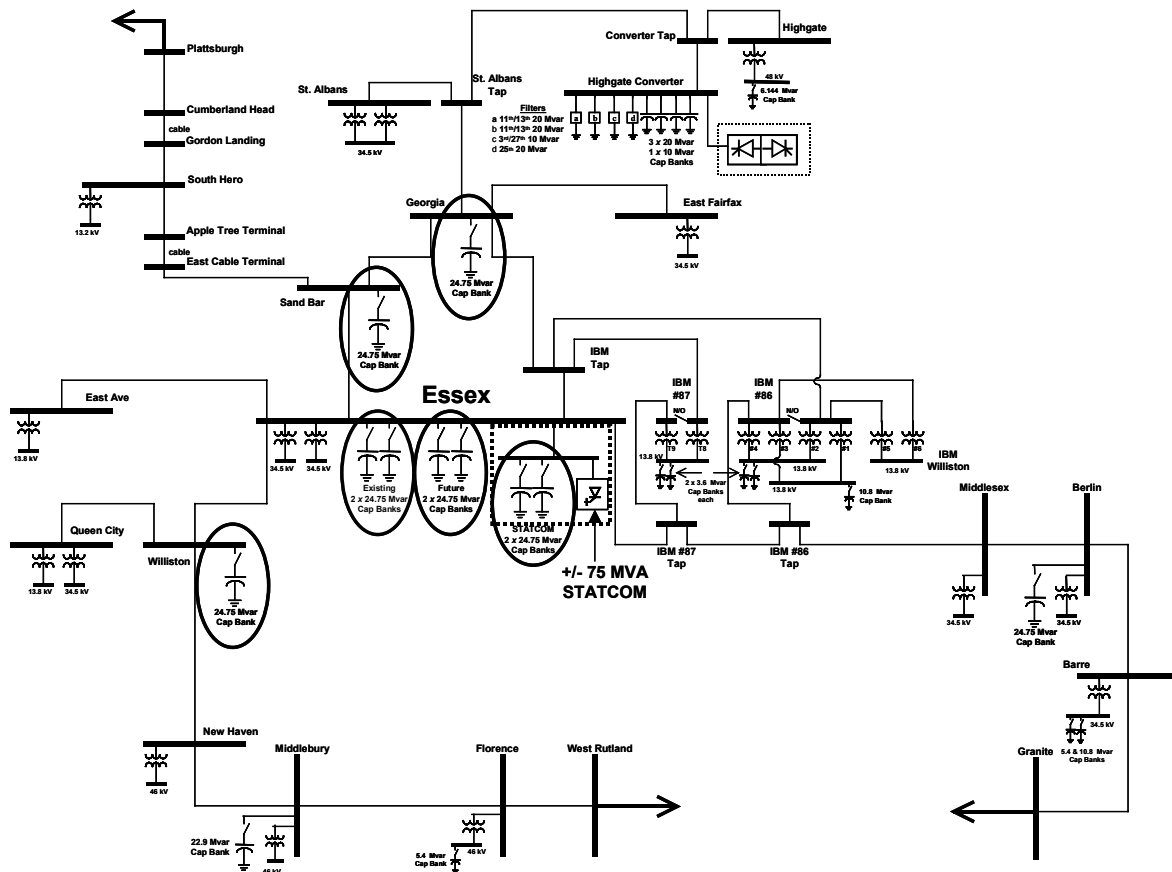 Plattsburgh
Cumberland Head
cable
Gordon Landing
South Hero
13.2 kV
Apple Tree Terminal
cable
East Cable Terminal
Sand Bar
24.75 Mvar
Cap Bank
St. Albans
34.5 kV
St. Albans
Tap
Georgia
24.75 Mvar
Cap Bank
Converter Tap
Highgate
48 kV
6.144 Mvar
Cap Bank
Highgate Converter
Filters
a 11th/13th 20 Mvar
b 11th/13th 20 Mvar
c 3rd/27th 10 Mvar
d 25th 20 Mvar
a
b
c
d
3 x 20 Mvar
1 x 10 Mvar
Cap Banks
East Fairfax
34.5 kV
IBM
Tap
Essex
34.5 kV
34.5 kV
Existing
2 x 24.75 Mvar
Cap Banks
Future
2 x 24.75 Mvar
Cap Banks
STATCOM
2 x 24.75 Mvar
Cap Banks
+/- 75 MVA
STATCOM
IBM
#87
N/O
T9
T8
13.8 kV
2 x 3.6 Mvar
Cap Banks
each
IBM #87
Tap
IBM
#86
N/O
#4
#3
#2
#1
13.8 kV
13.8 kV
10.8 Mvar
Cap Bank
#5
#6
13.8 kV
IBM
Williston
IBM #86
Tap
Middlesex
34.5 kV
Berlin
24.75 Mvar
Cap Bank
34.5 kV
Barre
34.5 kV
5.4 & 10.8 Mvar
Cap Banks
Granite
East Ave
13.8 kV
Queen City
13.8 kV
34.5 kV
Williston
24.75 Mvar
Cap Bank
New Haven
46 kV
Middlebury
22.9 Mvar
Cap Bank
46 kV
Florence
5.4 Mvar
Cap Bank
46 kV
West Rutland